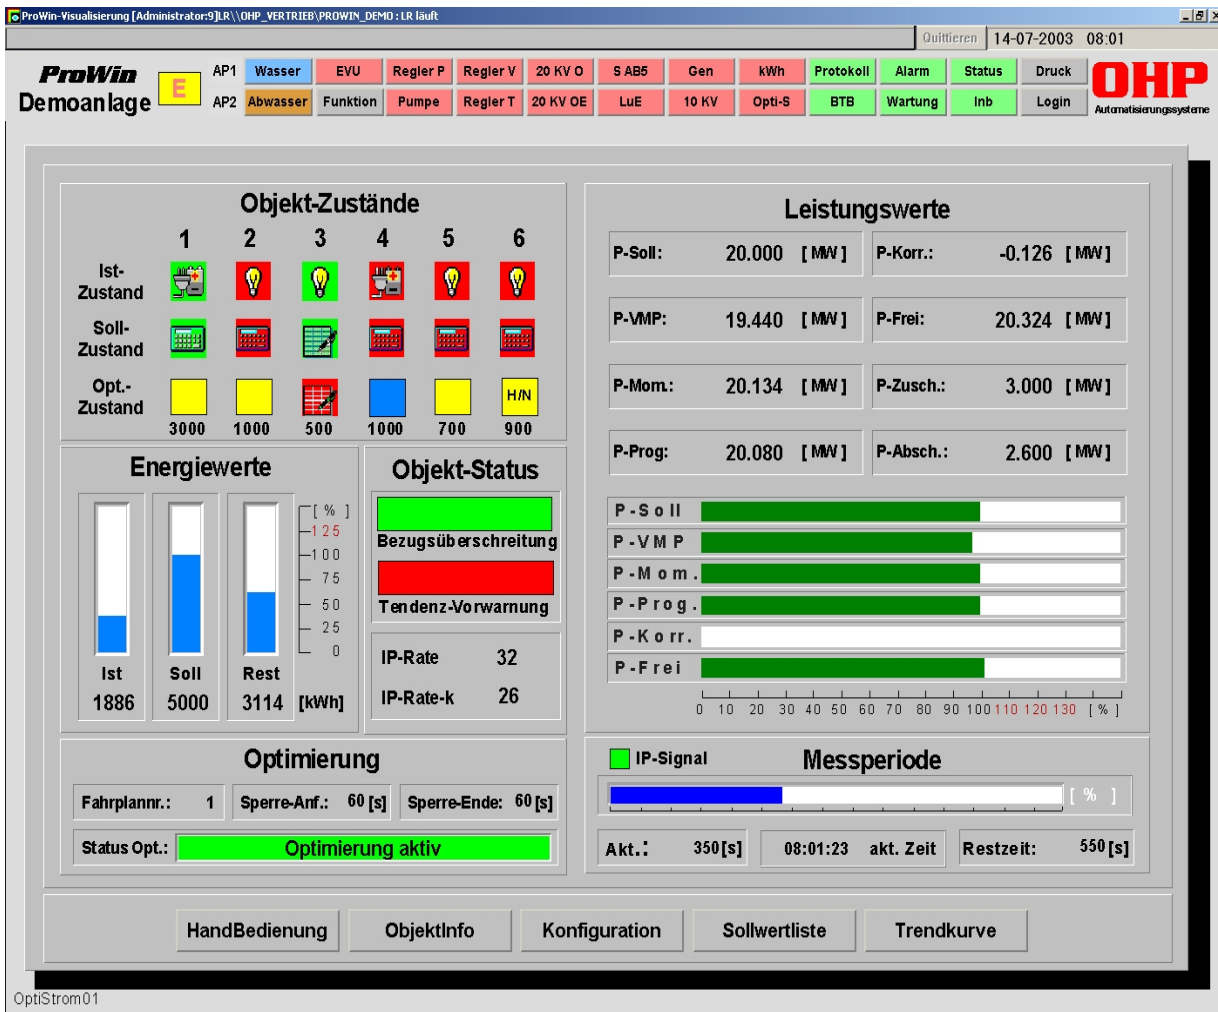 ProWin-Visualisierung [Administrator:9]LR\\OHP_VERTRIEB\PROWIN_DEMO : LR läuft
Quittieren 14-07-2003 08:01
ProWin Demoanlage E
AP1 Wasser EVU Regler P Regler V 20 KV O S AB5 Gen kWh Protokoll Alarm Status Druck
AP2 Abwasser Funktion Pumpe Regler T 20 KV OE LuE 10 KV Opti-S BTB Wartung Inb Login
OHP
Automatisierungssysteme
Objekt-Zustände
1 2 3 4 5 6
Ist-
Zustand
Soll-
Zustand
Opt.-
Zustand
H/N
3000 1000 500 1000 700 900
Energiewerte
[ % ]
125
100
75
50
25
0
Ist Soll Rest
1886 5000 3114 [kWh]
Objekt-Status
Bezugsüberschreitung
Tendenz-Vorwarnung
IP-Rate 32
IP-Rate-k 26
Leistungswerte
P-Soll: 20.000 [ MW ] P-Korr.: -0.126 [ MW ]
P-VMP: 19.440 [ MW ] P-Frei: 20.324 [ MW ]
P-Mom.: 20.134 [ MW ] P-Zusch.: 3.000 [ MW ]
P-Prog: 20.080 [ MW ] P-Absch.: 2.600 [ MW ]
P-Soll
P-VMP
P-Mom.
P-Prog.
P-Korr.
P-Frei
0 10 20 30 40 50 60 70 80 90 100 110 120 130 [ % ]
Optimierung
Fahrplannr.: 1 Sperre-Anf.: 60 [s] Sperre-Ende: 60 [s]
Status Opt.: Optimierung aktiv
IP-Signal Messperiode
[ % ]
Akt.: 350[s] 08:01:23 akt. Zeit Restzeit: 550[s]
HandBedienung ObjektInfo Konfiguration Sollwertliste Trendkurve
OptiStrom01